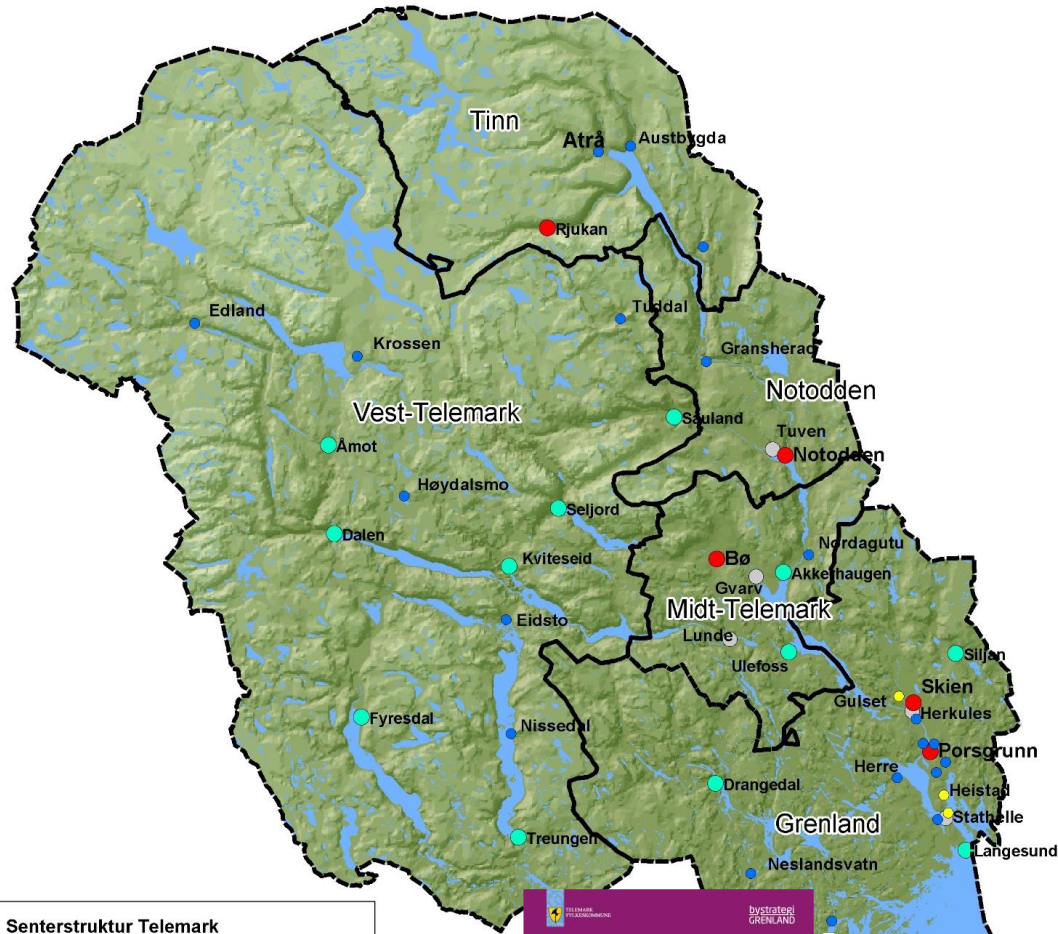 Tinn
Atrå
Austbygda
Rjukan
Edland
Tuddal
Krossen
Gransherad
Notodden
Vest-Telemark
Sauland
Tuven
Åmot
Notodden
Høydalsmo
Seljord
Dalen
Nordagutu
Bø
Kviteseid
Akkerhaugen
Gvarv
Midt-Telemark
Eidsto
Lunde
Ulefoss
Siljan
Skien
Gulset
Herkules
Fyresdal
Nissedal
Porsgrunn
Herre
Drangedal
Heistad
Grenland
Stathelle
Treungen
Langesund
Neslandsvatn
Senterstruktur Telemark
TELEMARK
FYLKESKOMMUNE
bystrategi
GRENLAND